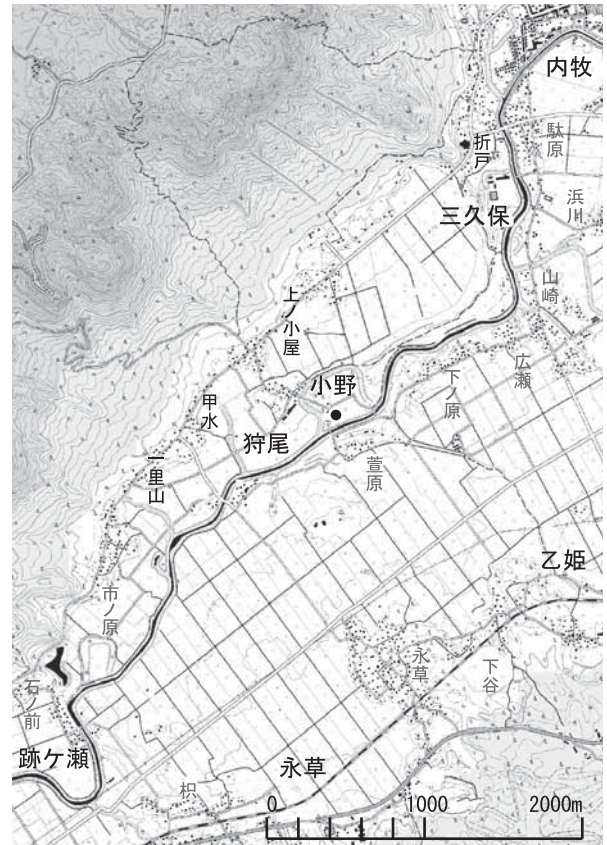 内牧
駄原
折戸
浜川
三久保
山崎
上ノ小屋
広瀬
小野
下ノ原
甲水
狩尾
萱原
一里山
乙姫
市ノ原
永草
下谷
石ノ前
跡ケ瀬
永草
枳
0 1000 2000m